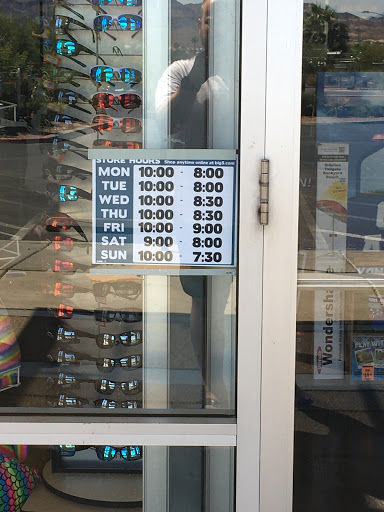 STORE HOURS Shop anytime online at big5.com
MON 10:00 - 8:00
TUE 10:00 - 8:00
WED 10:00 - 8:30
THU 10:00 - 8:30
FRI 10:00 - 9:00
SAT 9:00 - 8:00
SUN 10:00 - 7:30
Wondersha